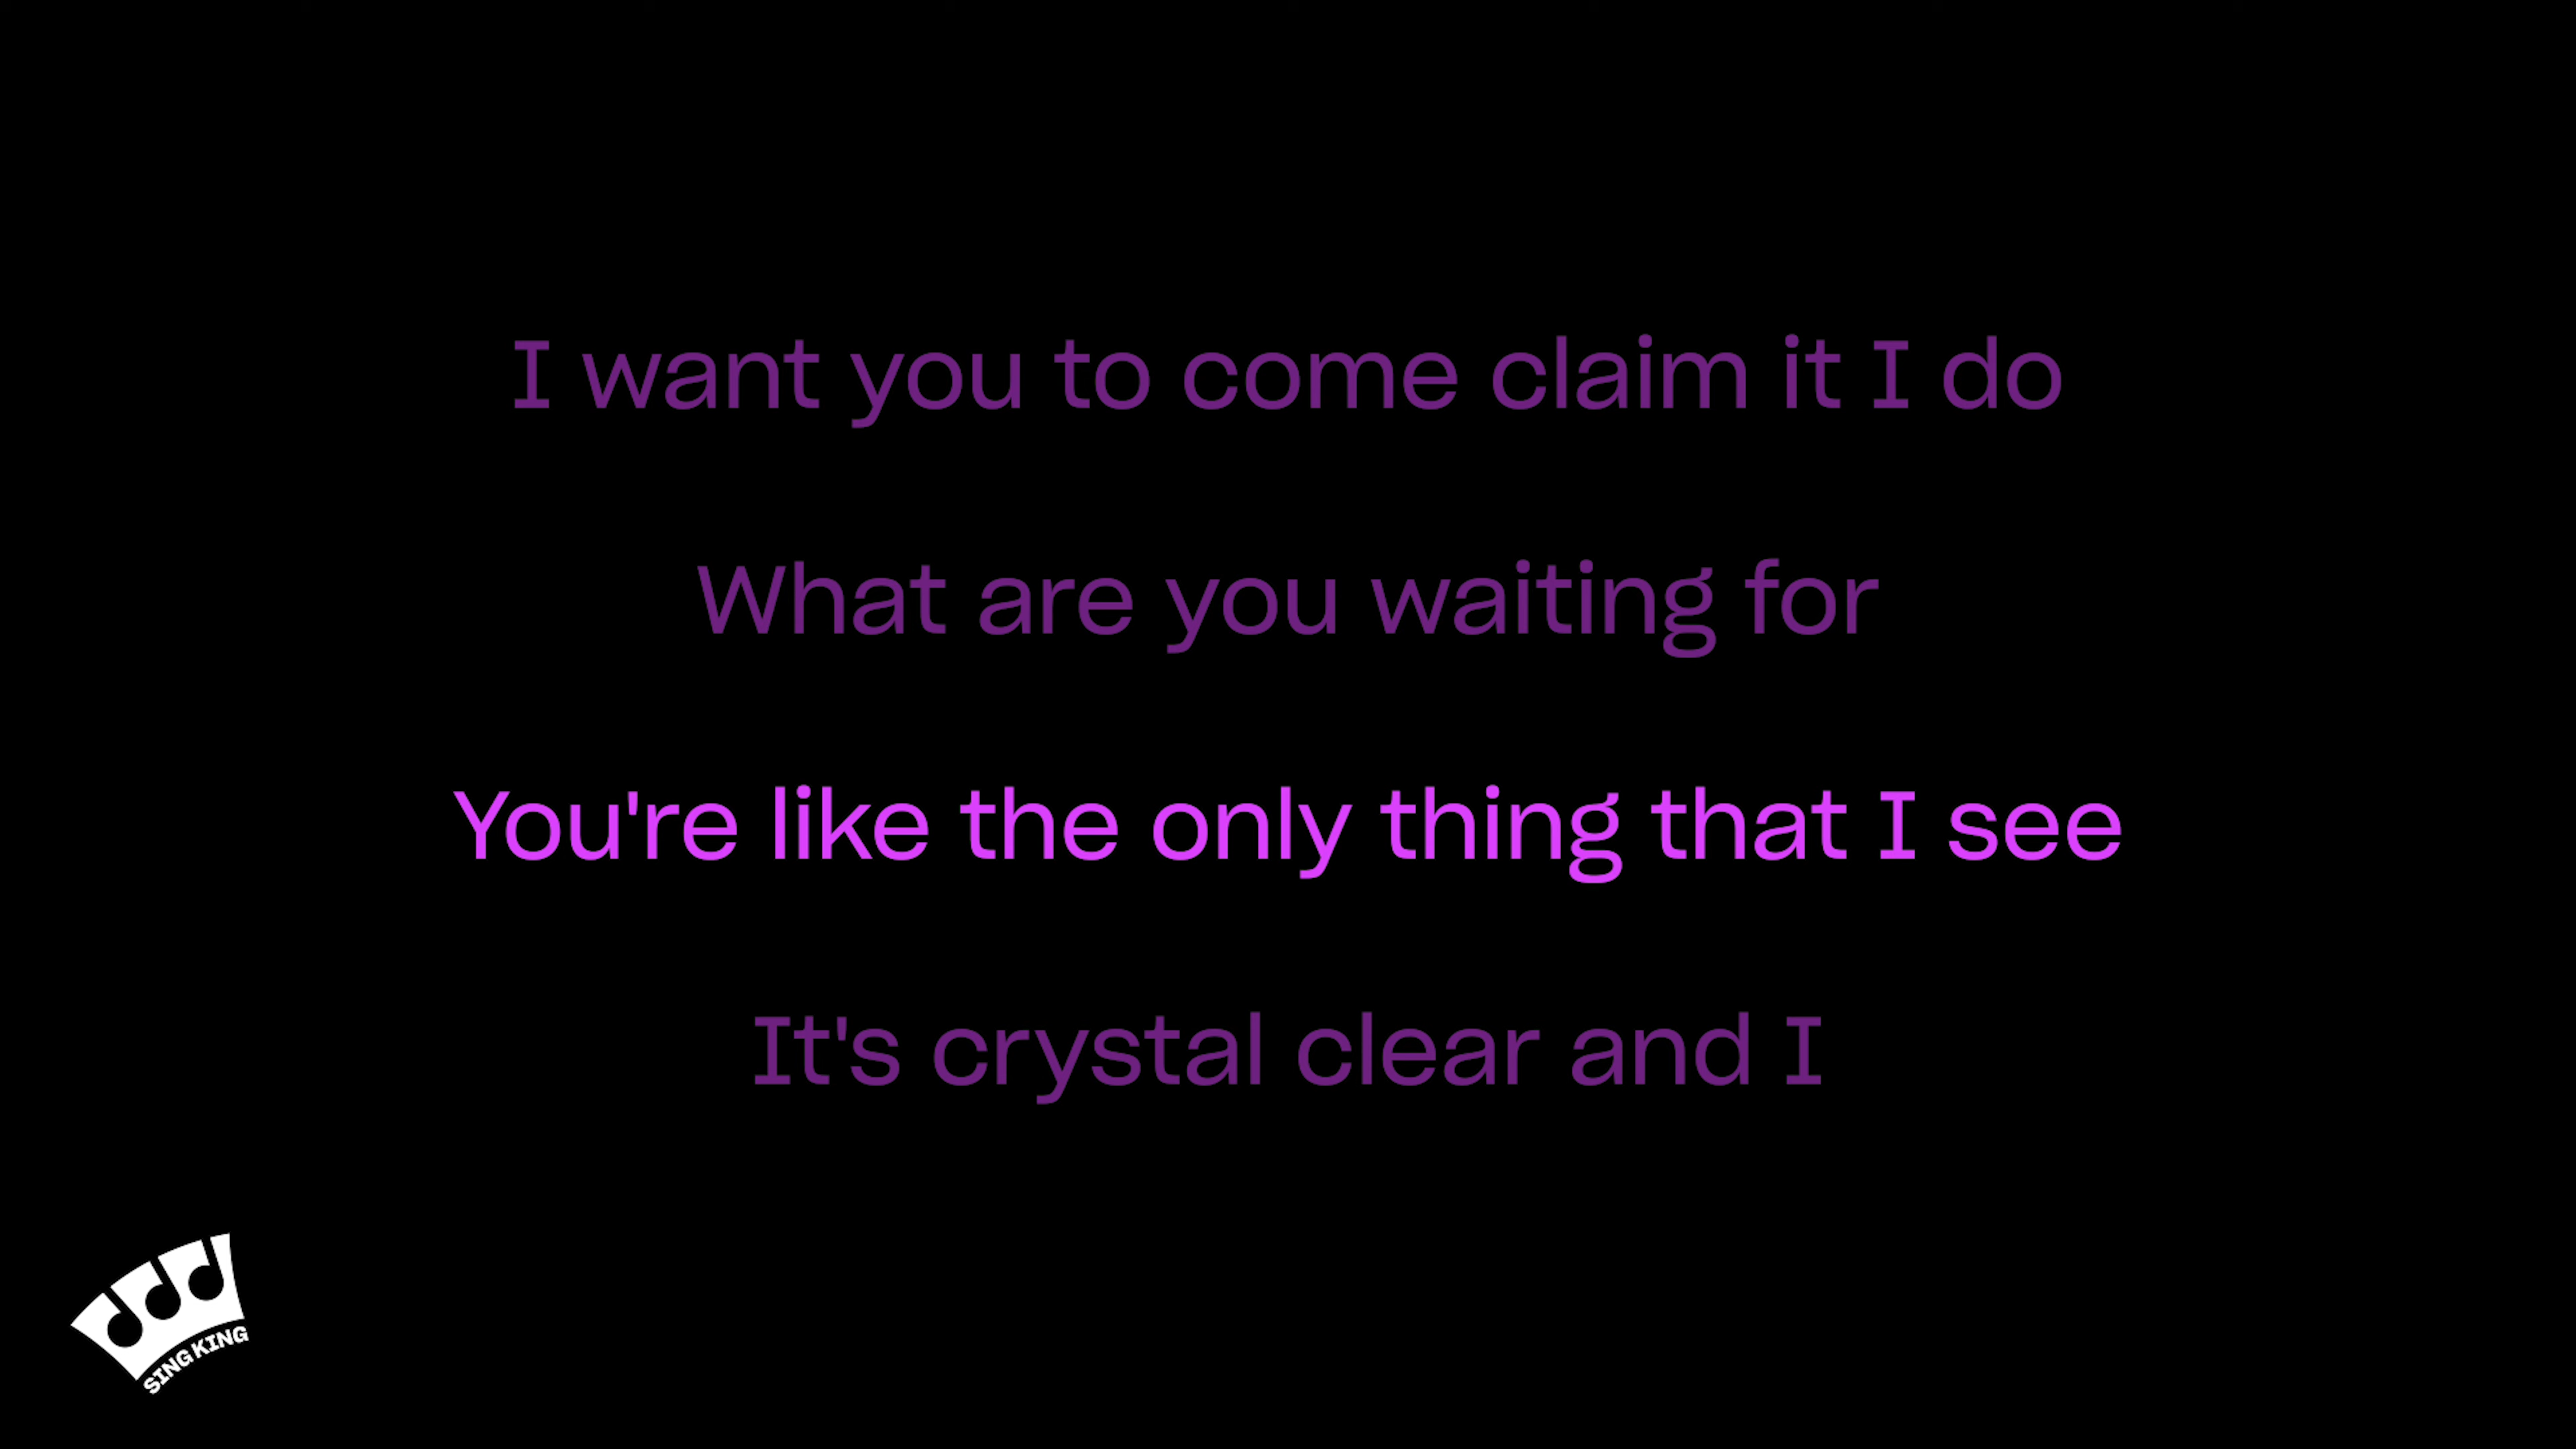 I want you to come claim it I do
What are you waiting for
You're like the only thing that I see
It's crystal clear and I
SING KING